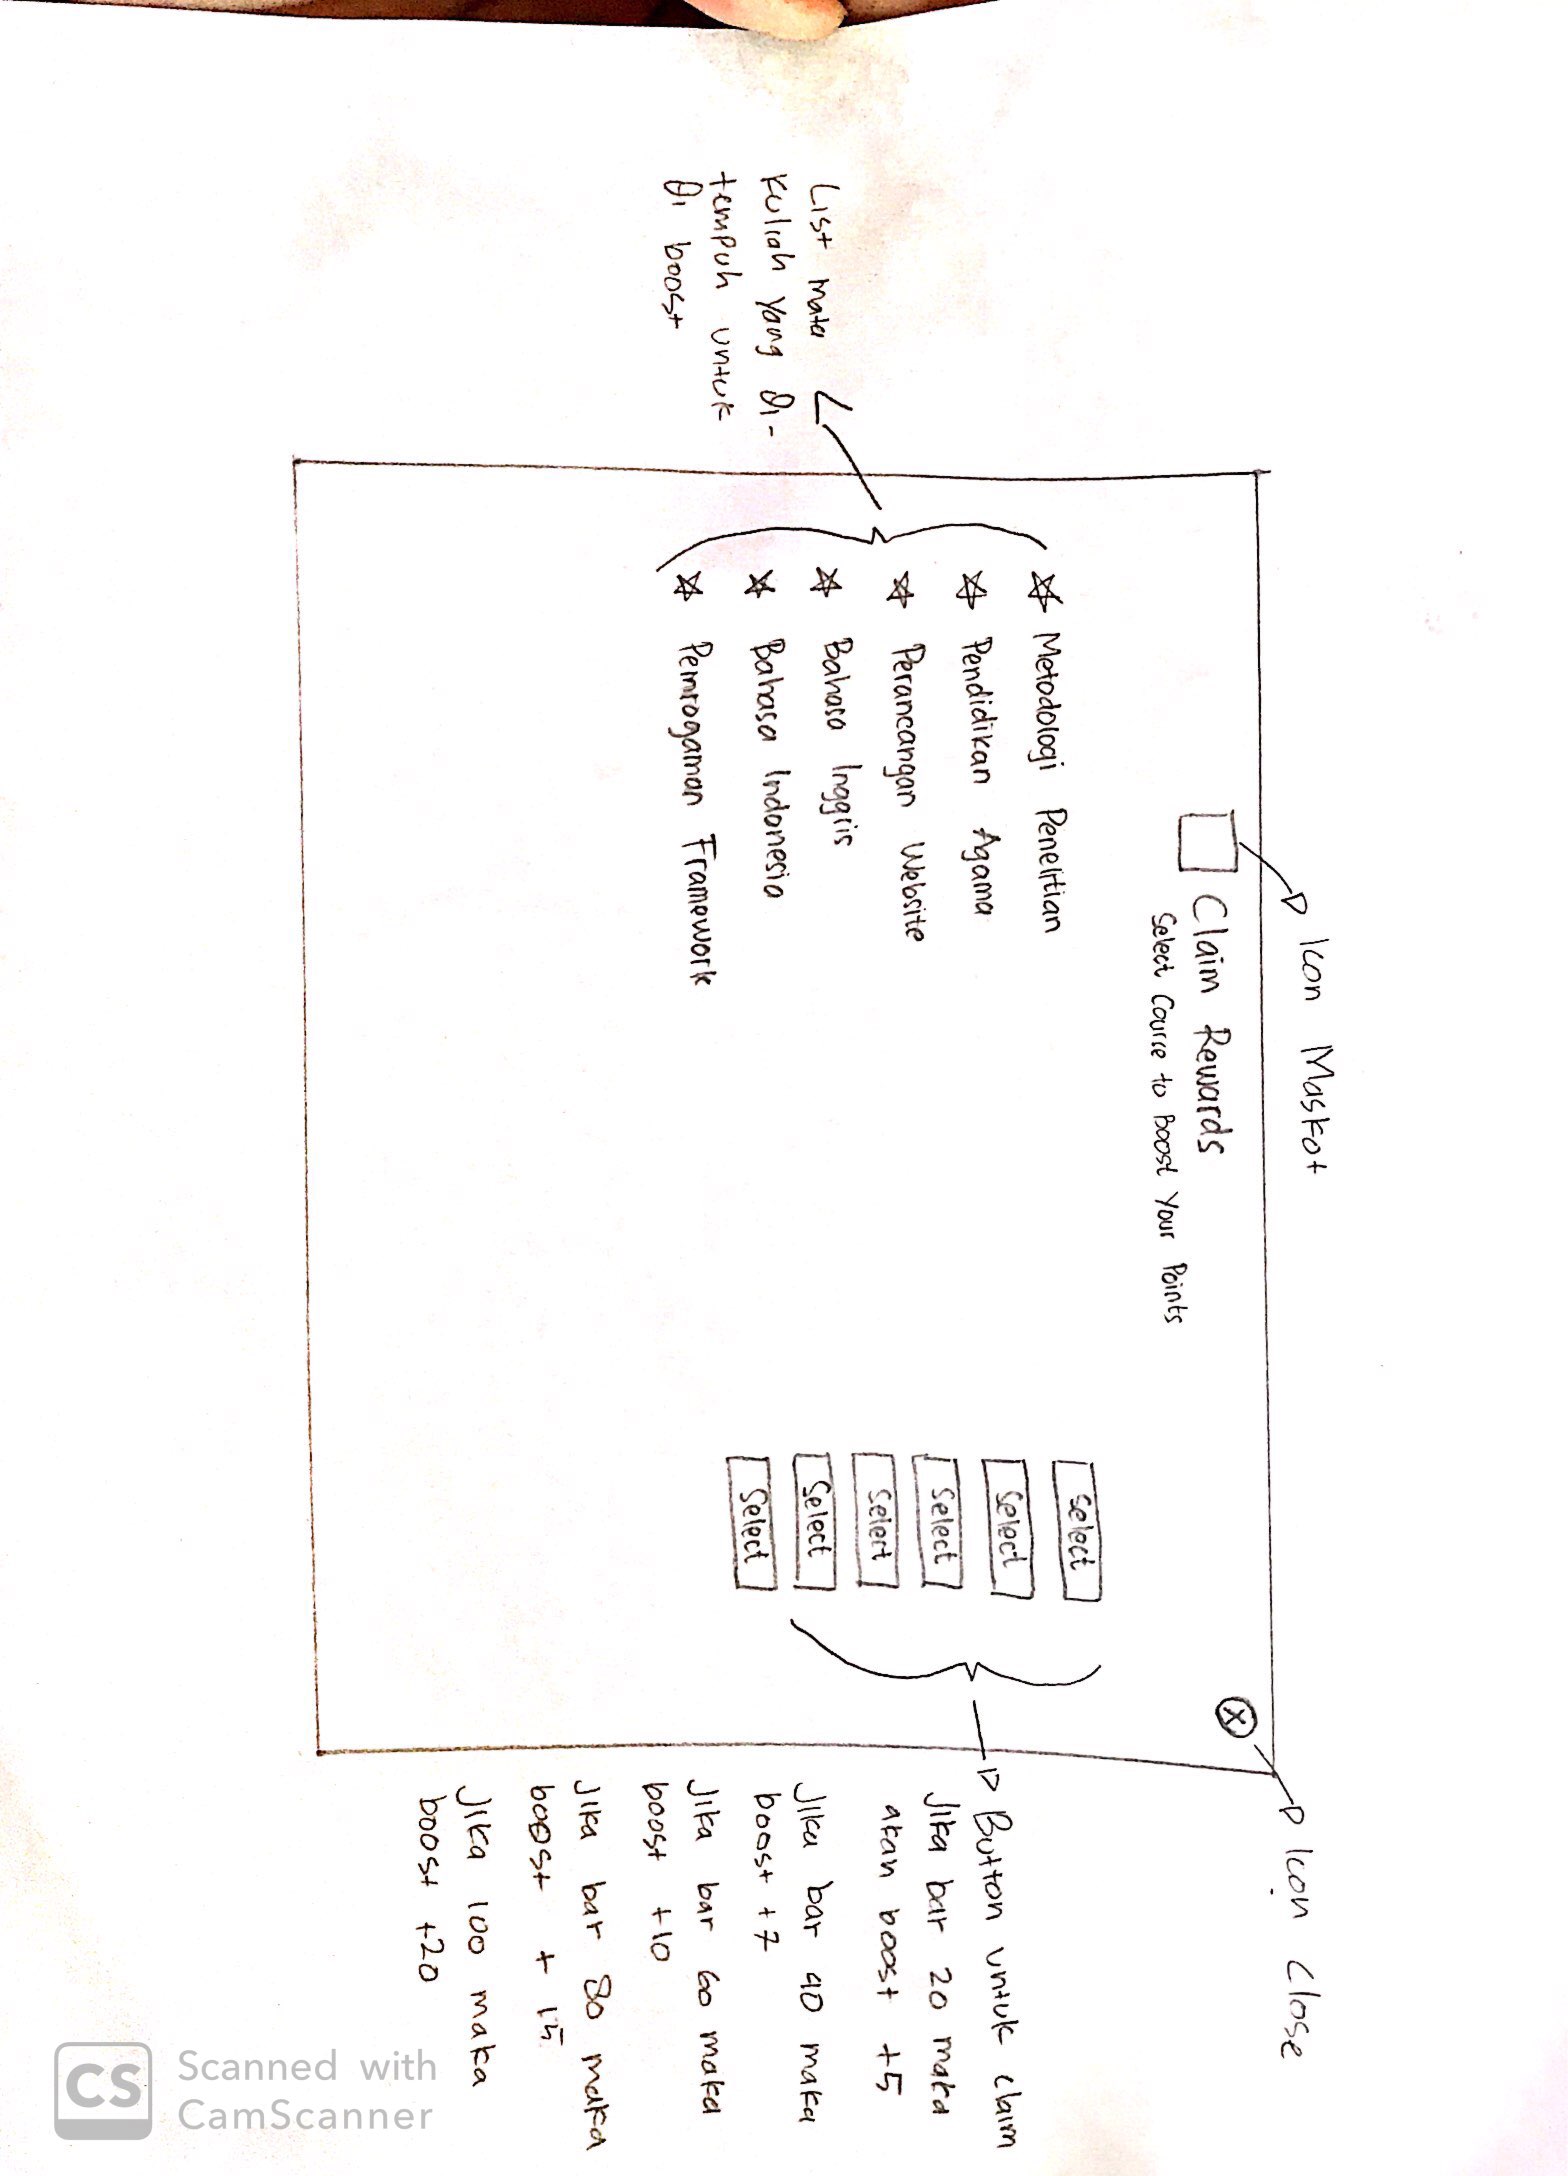 Icon Maskot
Icon Close
Claim Rewards
Select Course to Boost Your Points
X
List mata
kuliah yang di-
tempuh untuk
di boost
Metodologi Penelitian
Pendidikan Agama
Perancangan Website
Bahasa Inggris
Bahasa Indonesia
Pemrogaman Framework
Select
Select
Select
Select
Select
Select
Button untuk claim
Jika bar 20 maka
akan boost +5
Jika bar 40 maka
boost +7
Jika bar 60 maka
boost +10
Jika bar 80 maka
boost +15
Jika 100 maka
boost +20
CS
Scanned with
CamScanner